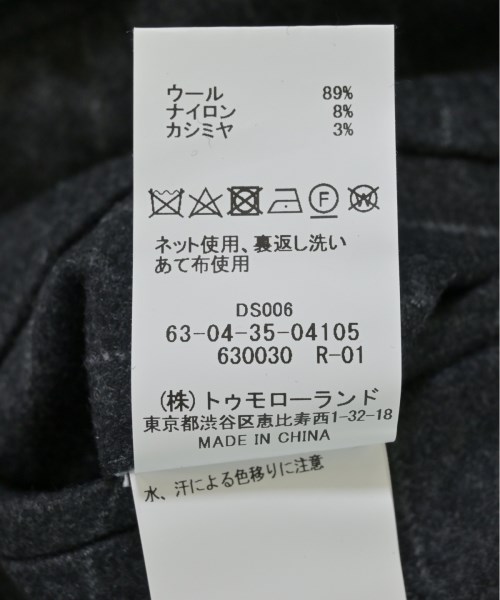 ウール 89%
ナイロン 8%
カシミヤ 3%
F W
ネット使用、裏返し洗い
あて布使用
DS006
63-04-35-04105
630030 R-01
(株)トゥモローランド
東京都渋谷区恵比寿西1-32-18
MADE IN CHINA
水、汗による色移りに注意